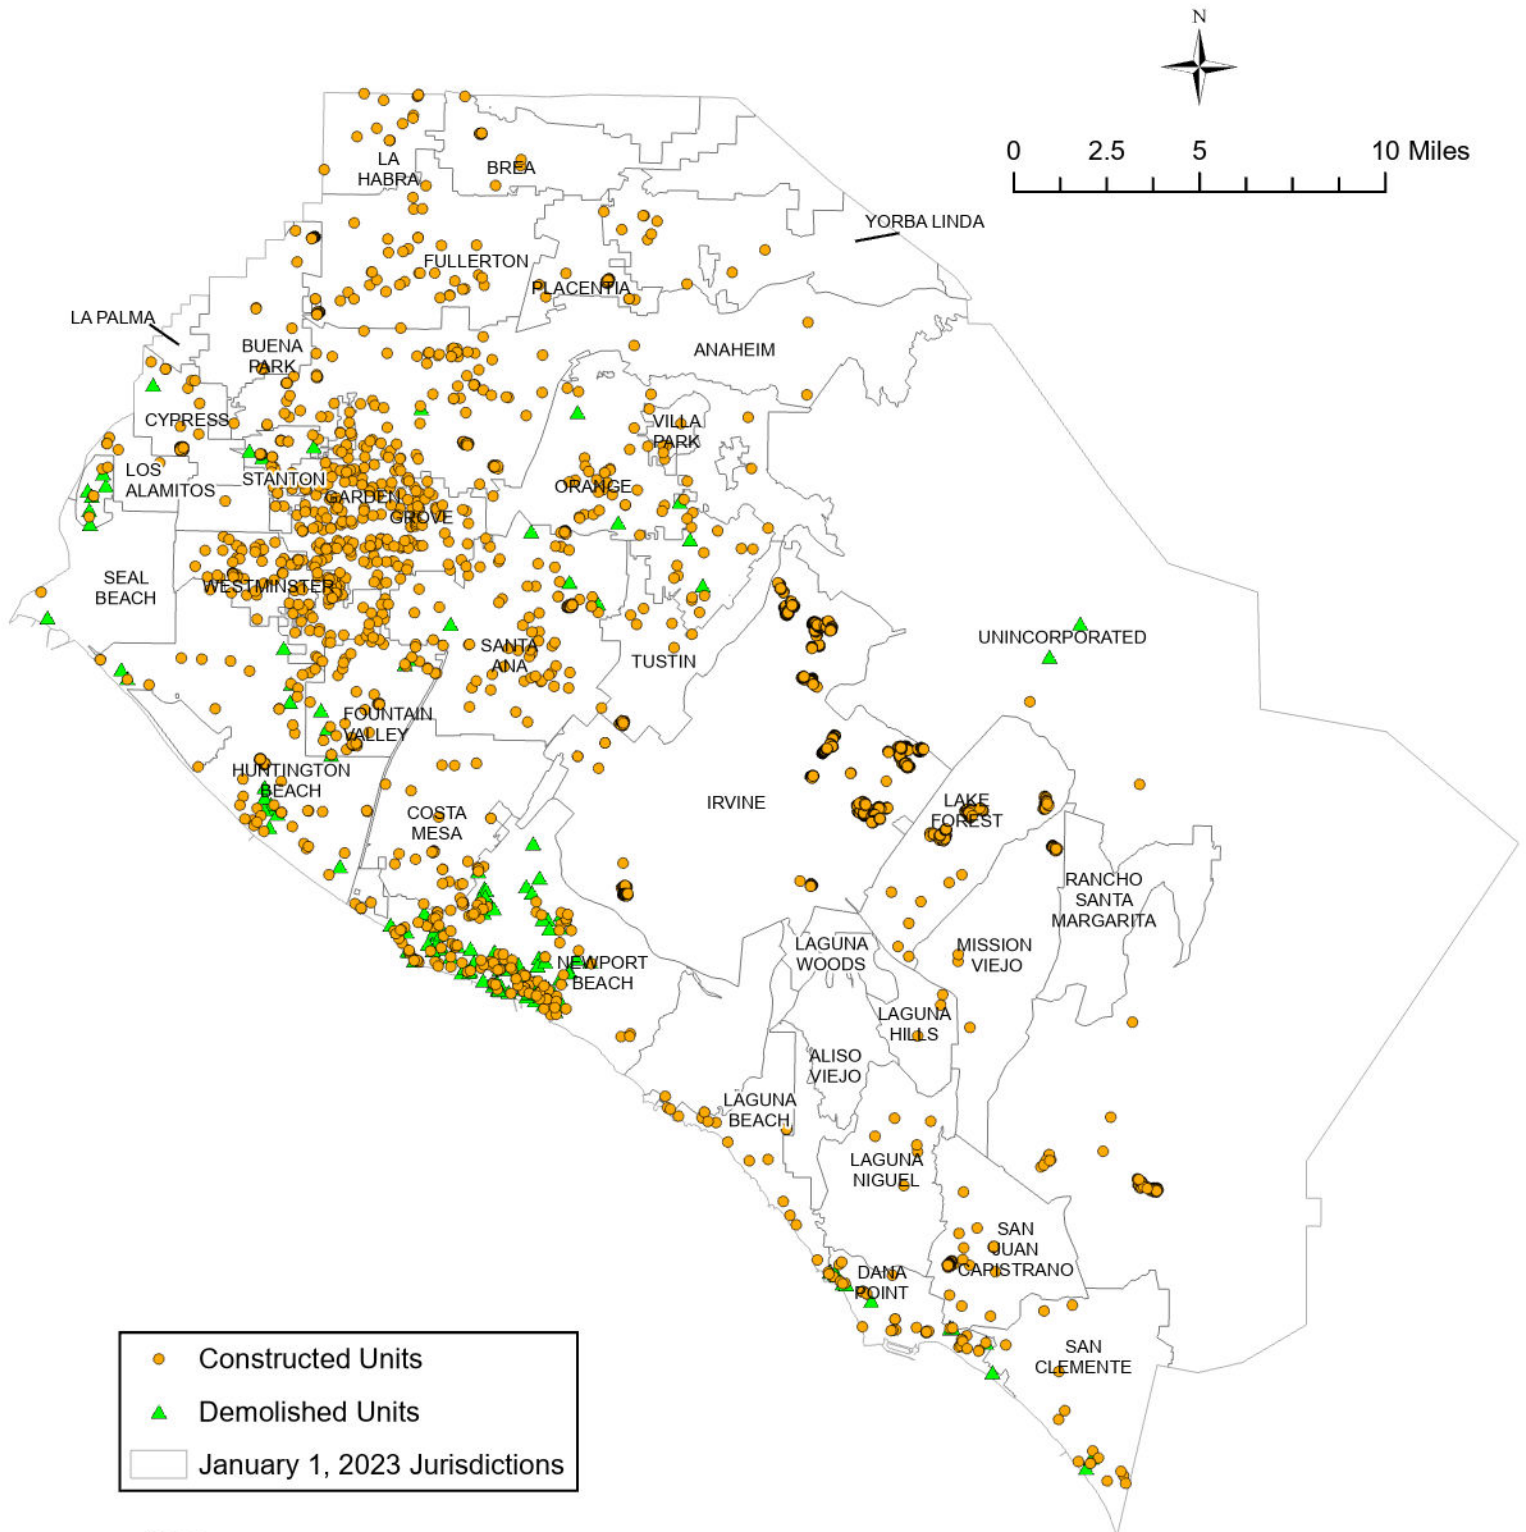 N
0 2.5 5 10 Miles
LA
HABRA
BREA
YORBA LINDA
FULLERTON
PLACENTIA
LA PALMA
BUENA
PARK
ANAHEIM
CYPRESS
VILLA
PARK
LOS
ALAMITOS
STANTON
ORANGE
GARDEN
GROVE
SEAL
BEACH
WESTMINSTER
UNINCORPORATED
SANTA
ANA
TUSTIN
FOUNTAIN
VALLEY
HUNTINGTON
BEACH
IRVINE
LAKE
FOREST
COSTA
MESA
RANCHO
SANTA
MARGARITA
LAGUNA
WOODS
MISSION
VIEJO
NEWPORT
BEACH
LAGUNA
HILLS
ALISO
VIEJO
LAGUNA
BEACH
LAGUNA
NIGUEL
SAN
JUAN
CAPISTRANO
DANA
POINT
SAN
CLEMENTE
Constructed Units
Demolished Units
January 1, 2023 Jurisdictions